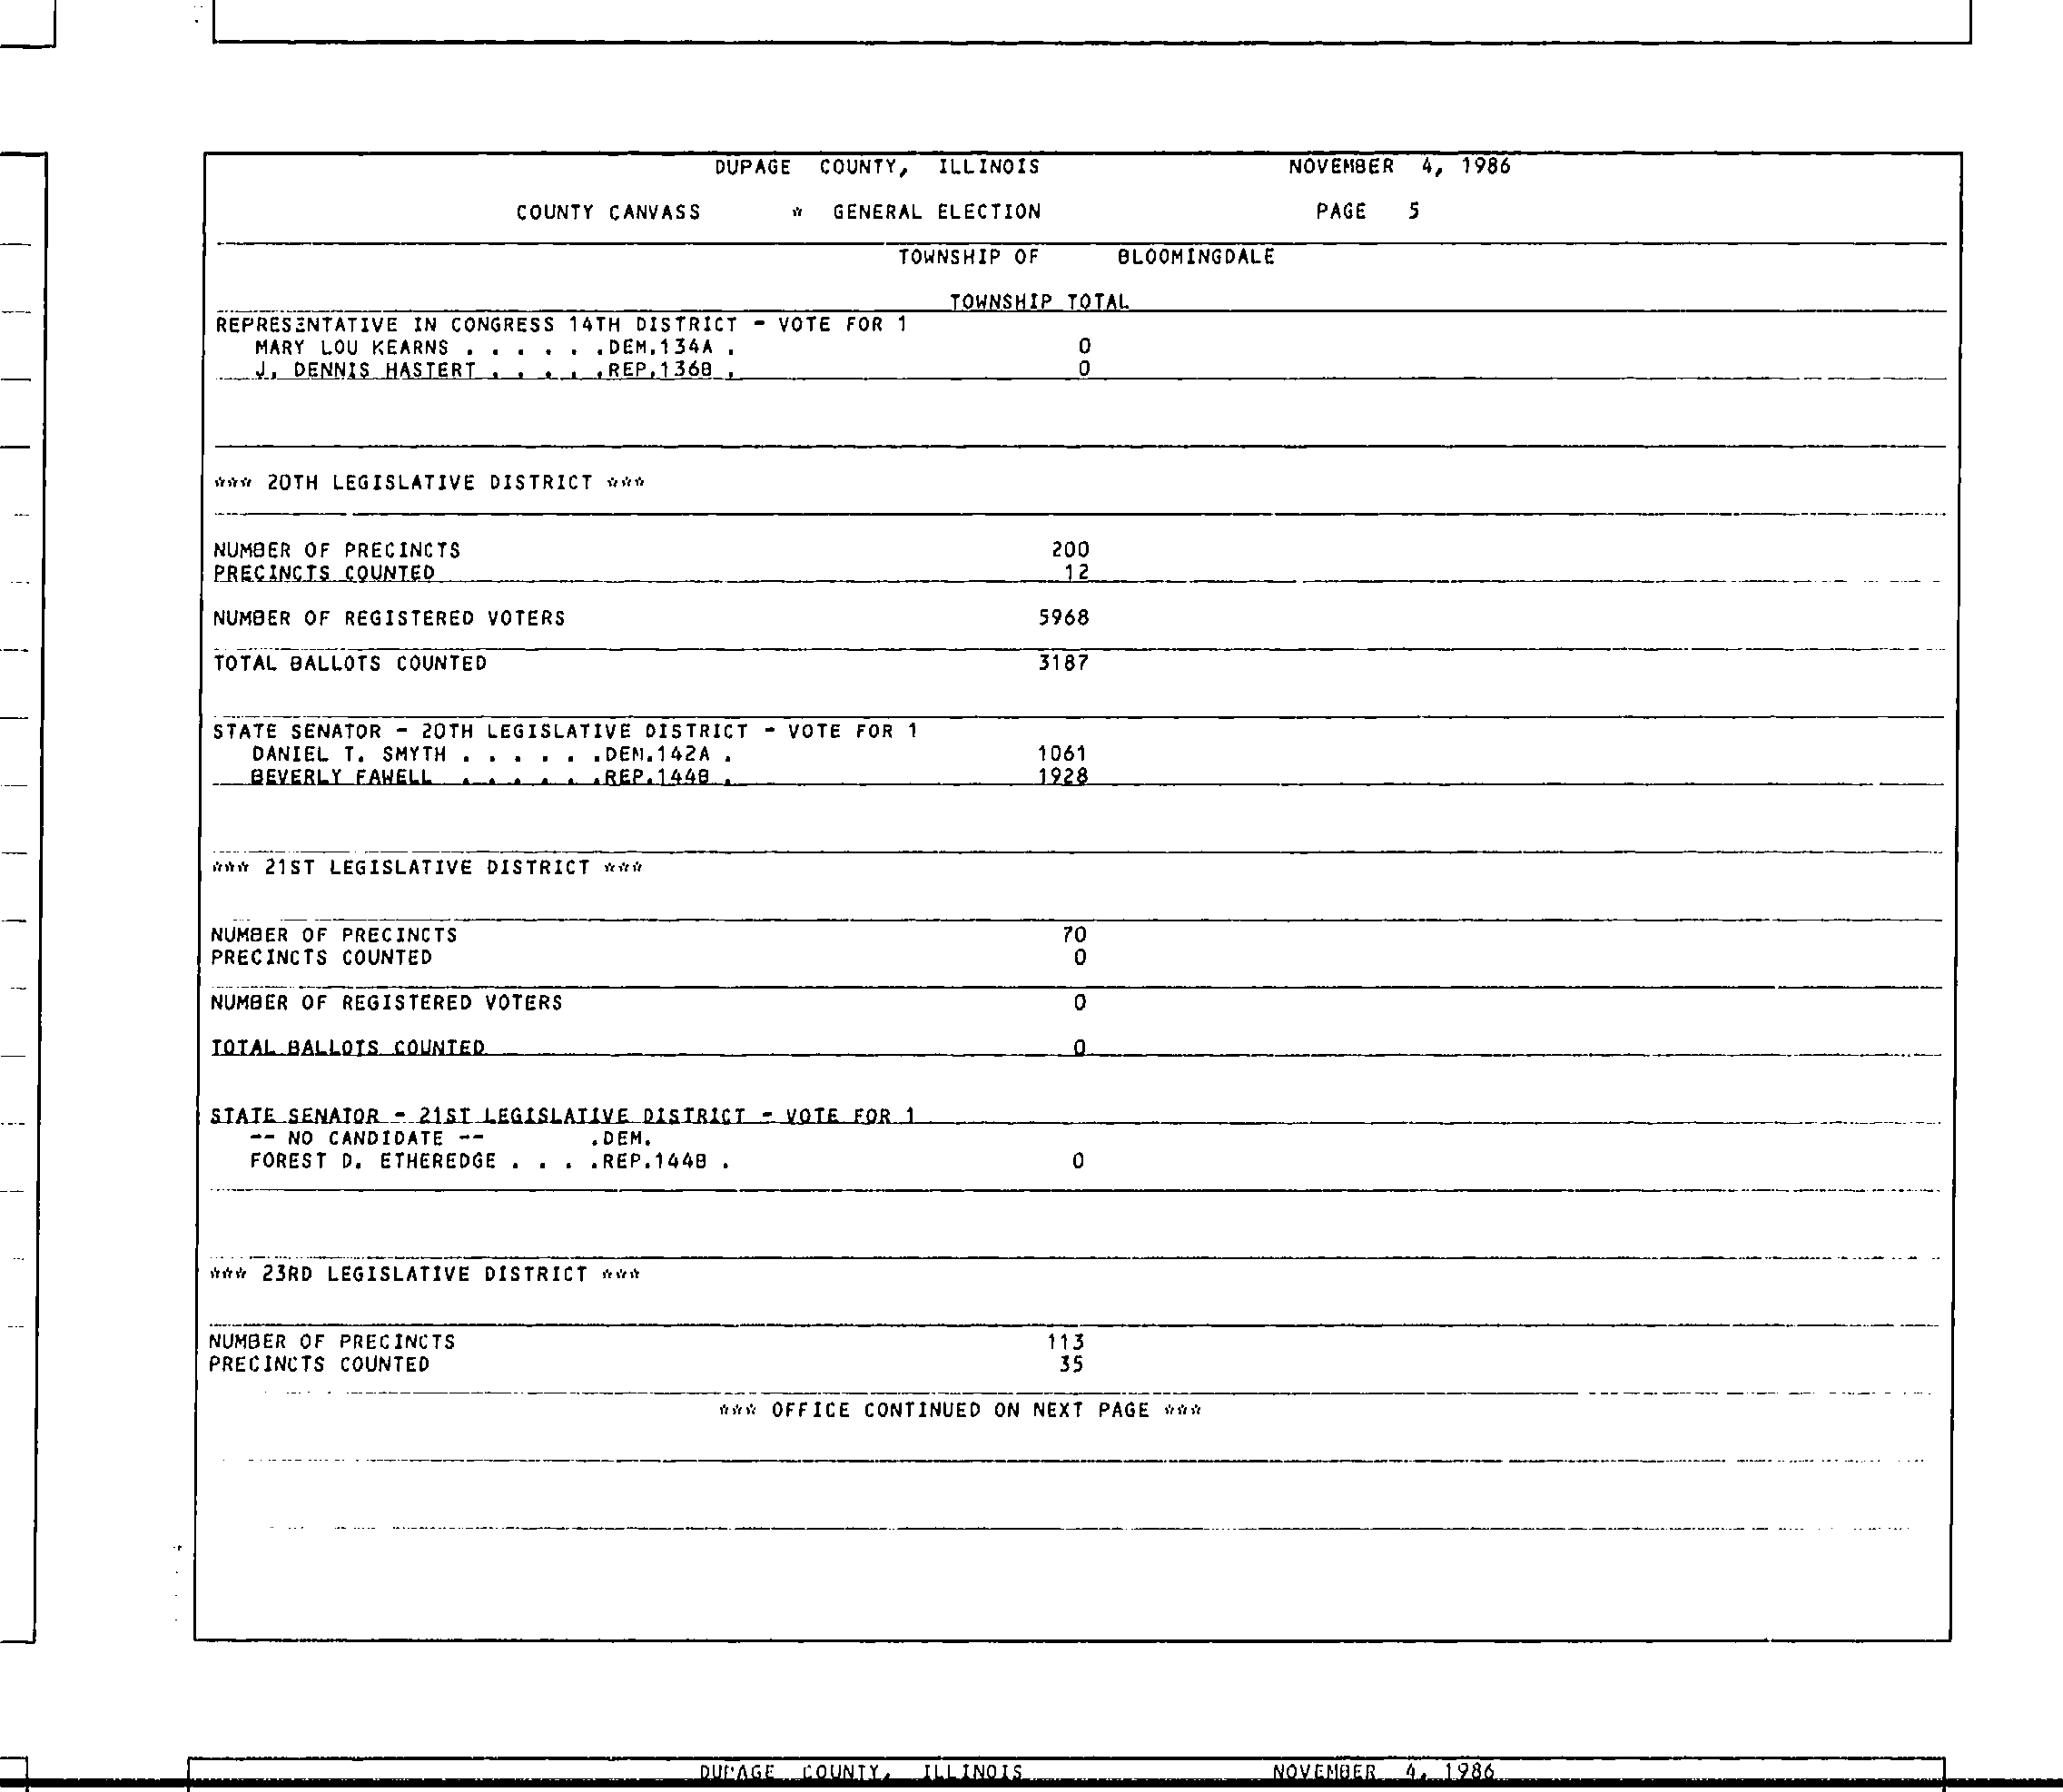 DUPAGE COUNTY, ILLINOIS NOVEMBER 4, 1986
COUNTY CANVASS * GENERAL ELECTION PAGE 5
TOWNSHIP OF BLOOMINGDALE
TOWNSHIP TOTAL
REPRESENTATIVE IN CONGRESS 14TH DISTRICT - VOTE FOR 1
MARY LOU KEARNS . . . . . .DEM.134A . 0
J. DENNIS HASTERT . . . . .REP.136B . 0
*** 20TH LEGISLATIVE DISTRICT ***
NUMBER OF PRECINCTS 200
PRECINCTS COUNTED 12
NUMBER OF REGISTERED VOTERS 5968
TOTAL BALLOTS COUNTED 3187
STATE SENATOR - 20TH LEGISLATIVE DISTRICT - VOTE FOR 1
DANIEL T. SMYTH . . . . . .DEM.142A . 1061
BEVERLY FAWELL . . . . . .REP.144B . 1928
*** 21ST LEGISLATIVE DISTRICT ***
NUMBER OF PRECINCTS 70
PRECINCTS COUNTED 0
NUMBER OF REGISTERED VOTERS 0
TOTAL BALLOTS COUNTED 0
STATE SENATOR - 21ST LEGISLATIVE DISTRICT - VOTE FOR 1
-- NO CANDIDATE -- .DEM.
FOREST D. ETHEREDGE . . . .REP.144B . 0
*** 23RD LEGISLATIVE DISTRICT ***
NUMBER OF PRECINCTS 113
PRECINCTS COUNTED 35
*** OFFICE CONTINUED ON NEXT PAGE ***
DUPAGE COUNTY, ILLINOIS NOVEMBER 4, 1986